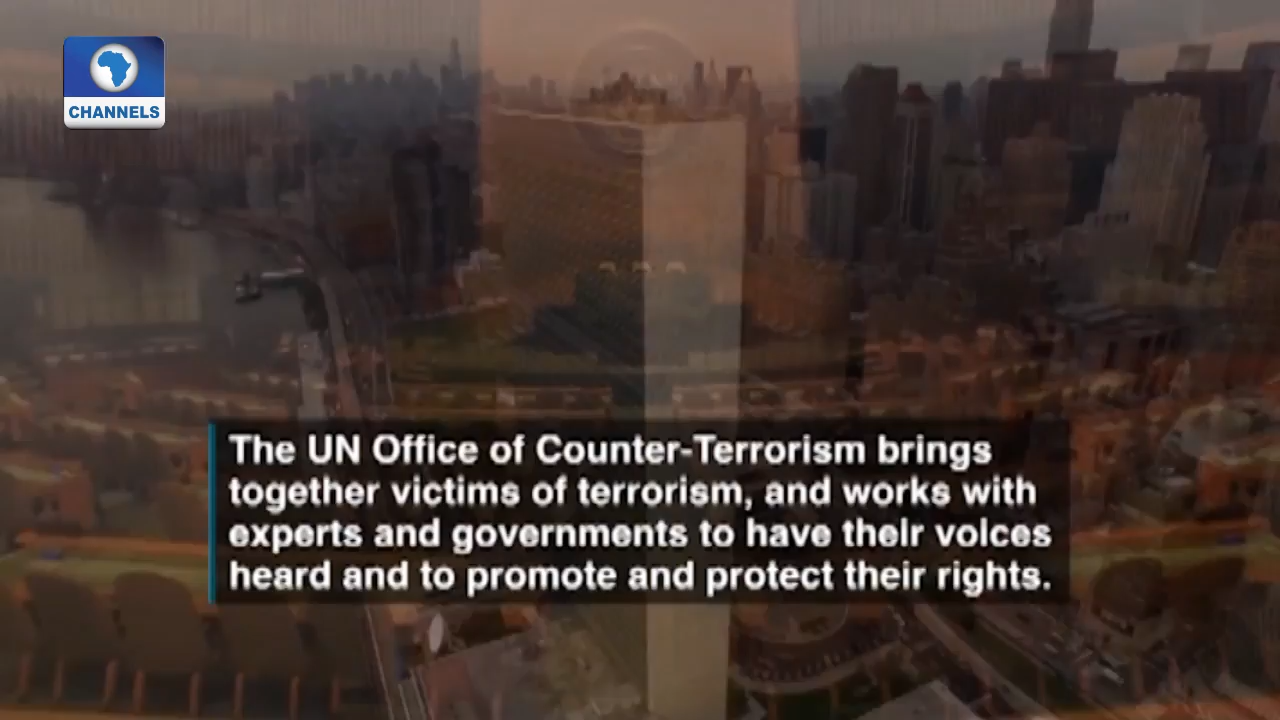 CHANNELS
The UN Office of Counter-Terrorism brings
together victims of terrorism, and works with
experts and governments to have their voices
heard and to promote and protect their rights.